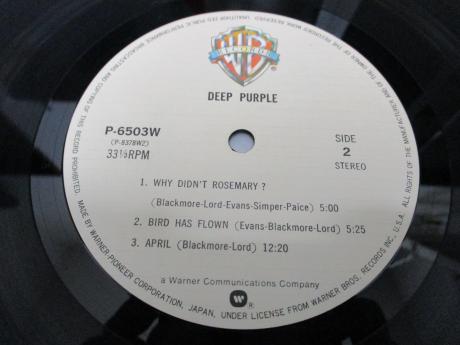 UNAUTHORIZED PUBLIC PERFORMANCE, BROADCASTING AND COPYING OF THIS RECORD PROHIBITED.
ALL RIGHTS OF THE MANUFACTURER AND OF THE OWNER OF THE RECORDED WORK RESERVED.
WB
RECORDS
DEEP PURPLE
P-6503W
(P-8378W2)
33⅓RPM
SIDE
2
STEREO
1. WHY DIDN'T ROSEMARY?
(Blackmore-Lord-Evans-Simper-Paice) 5:00
2. BIRD HAS FLOWN (Evans-Blackmore-Lord) 5:25
3. APRIL (Blackmore-Lord) 12:20
a Warner Communications Company
W ®
MADE BY WARNER-PIONEER CORPORATION, JAPAN, UNDER LICENSE FROM WARNER BROS. RECORDS INC., U.S.A.